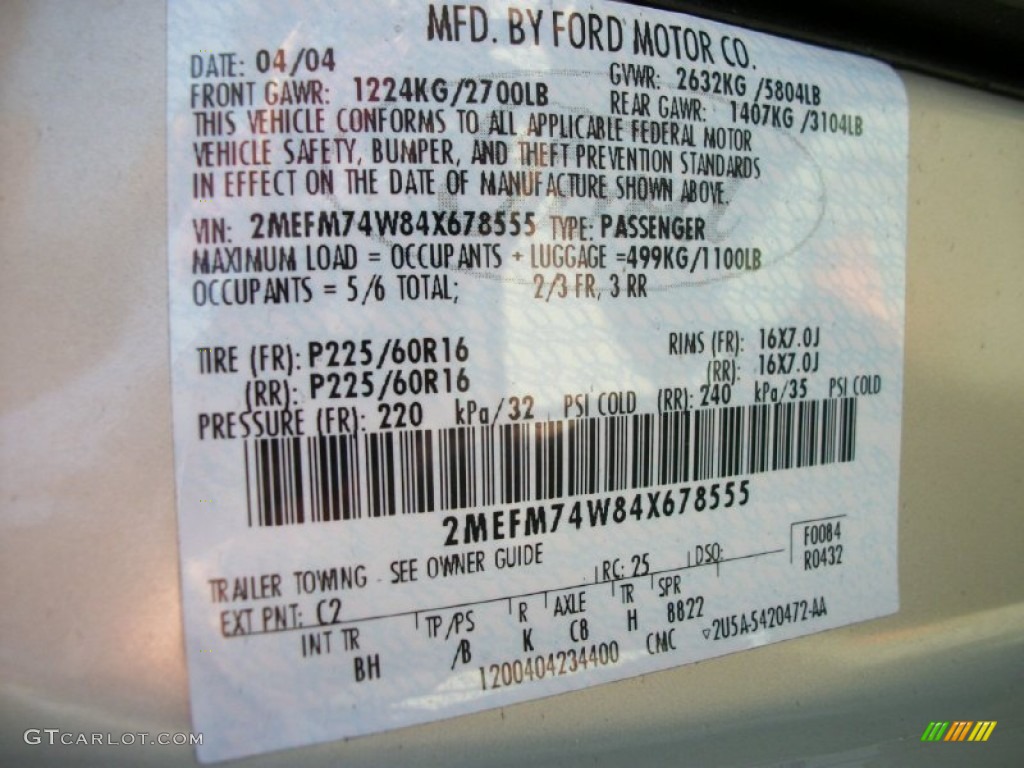 MFD. BY FORD MOTOR CO.
DATE: 04/04 GVWR: 2632KG /5804LB
FRONT GAWR: 1224KG/2700LB REAR GAWR: 1407KG /3104LB
THIS VEHICLE CONFORMS TO ALL APPLICABLE FEDERAL MOTOR
VEHICLE SAFETY, BUMPER, AND THEFT PREVENTION STANDARDS
IN EFFECT ON THE DATE OF MANUFACTURE SHOWN ABOVE.
VIN: 2MEFM74W84X678555 TYPE: PASSENGER
MAXIMUM LOAD = OCCUPANTS + LUGGAGE =499KG/1100LB
OCCUPANTS = 5/6 TOTAL; 2/3 FR, 3 RR
TIRE (FR): P225/60R16 RIMS (FR): 16X7.0J
(RR): P225/60R16 (RR): 16X7.0J
PRESSURE (FR): 220 kPa/32 PSI COLD (RR): 240 kPa/35 PSI COLD
2MEFM74W84X678555
TRAILER TOWING - SEE OWNER GUIDE
EXT PNT: C2 RC: 25 DSO: F0084
R0432
INT TR TP/PS R AXLE TR SPR
BH /B K C8 H 8822
1200404234400 CMC ▽2U5A-5420472-AA
GTCARLOT.COM